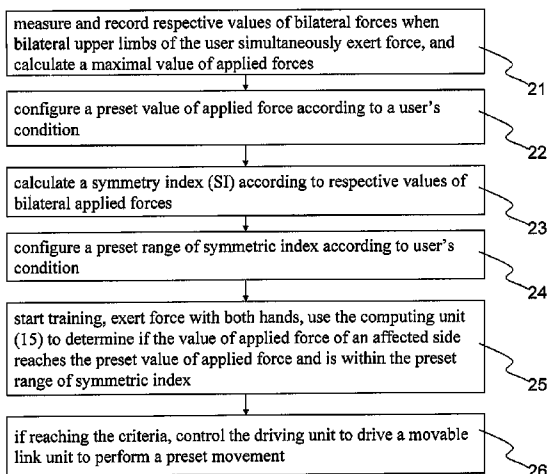 measure and record respective values of bilateral forces when
bilateral upper limbs of the user simultaneously exert force, and
calculate a maximal value of applied forces
21
configure a preset value of applied force according to a user's
condition
22
calculate a symmetry index (SI) according to respective values of
bilateral applied forces
23
configure a preset range of symmetric index according to user's
condition
24
start training, exert force with both hands, use the computing unit
(15) to determine if the value of applied force of an affected side
reaches the preset value of applied force and is within the preset
range of symmetric index
25
if reaching the criteria, control the driving unit to drive a movable
link unit to perform a preset movement
26